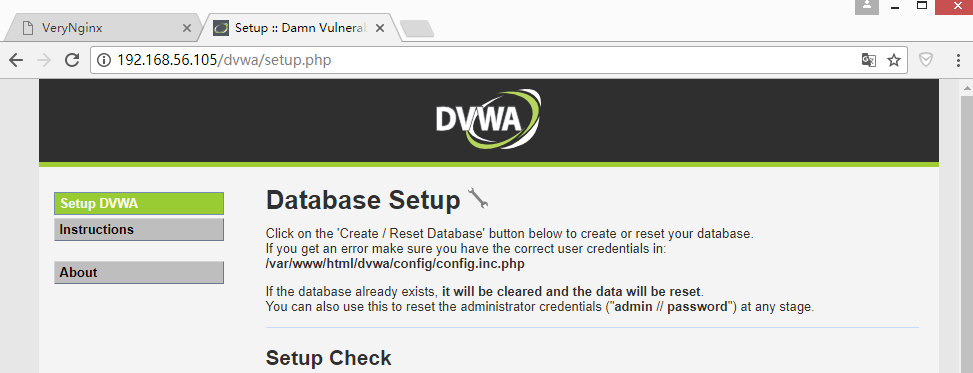 VeryNginx
Setup :: Damn Vulnerab
192.168.56.105/dvwa/setup.php
DVWA
Setup DVWA
Instructions
About
Database Setup
Click on the 'Create / Reset Database' button below to create or reset your database.
If you get an error make sure you have the correct user credentials in:
/var/www/html/dvwa/config/config.inc.php
If the database already exists, it will be cleared and the data will be reset.
You can also use this to reset the administrator credentials ("admin // password") at any stage.
Setup Check